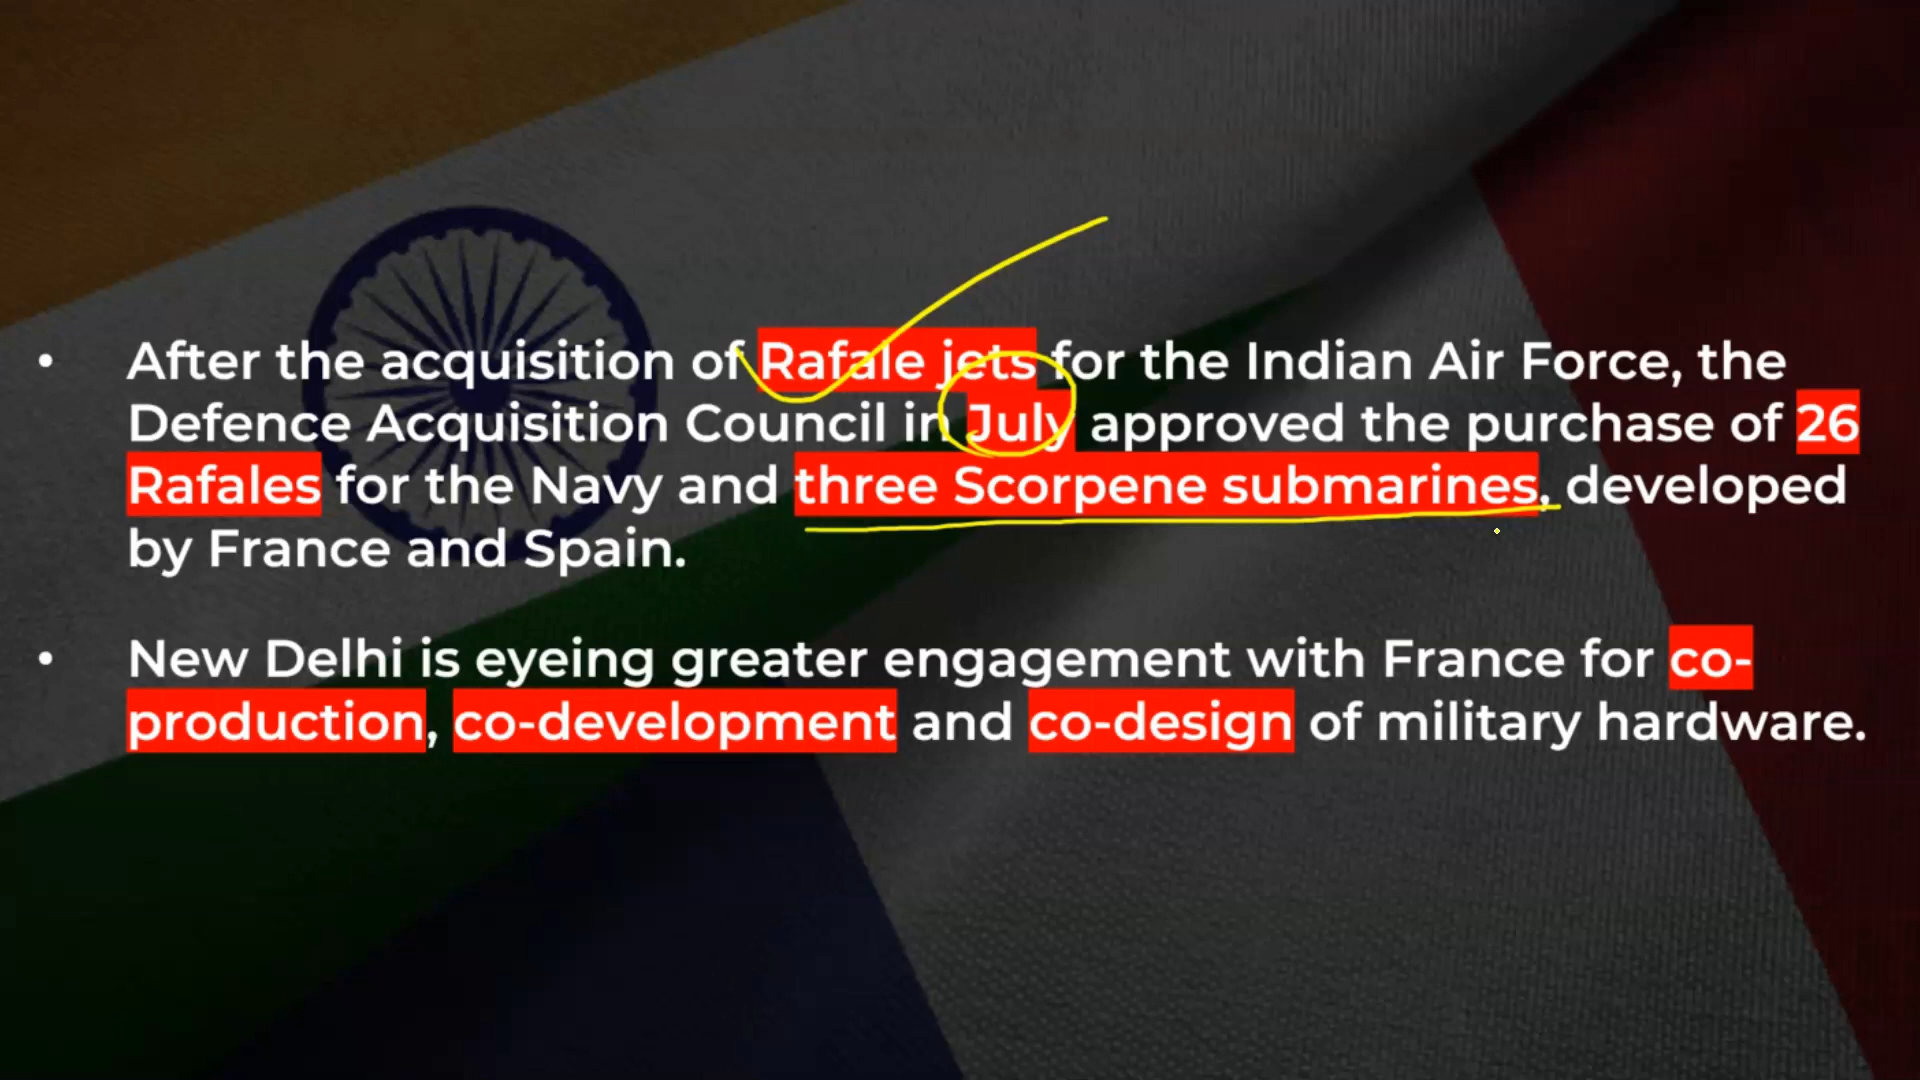 • After the acquisition of Rafale jets for the Indian Air Force, the
Defence Acquisition Council in July approved the purchase of 26
Rafales for the Navy and three Scorpene submarines, developed
by France and Spain.
• New Delhi is eyeing greater engagement with France for co-
production, co-development and co-design of military hardware.